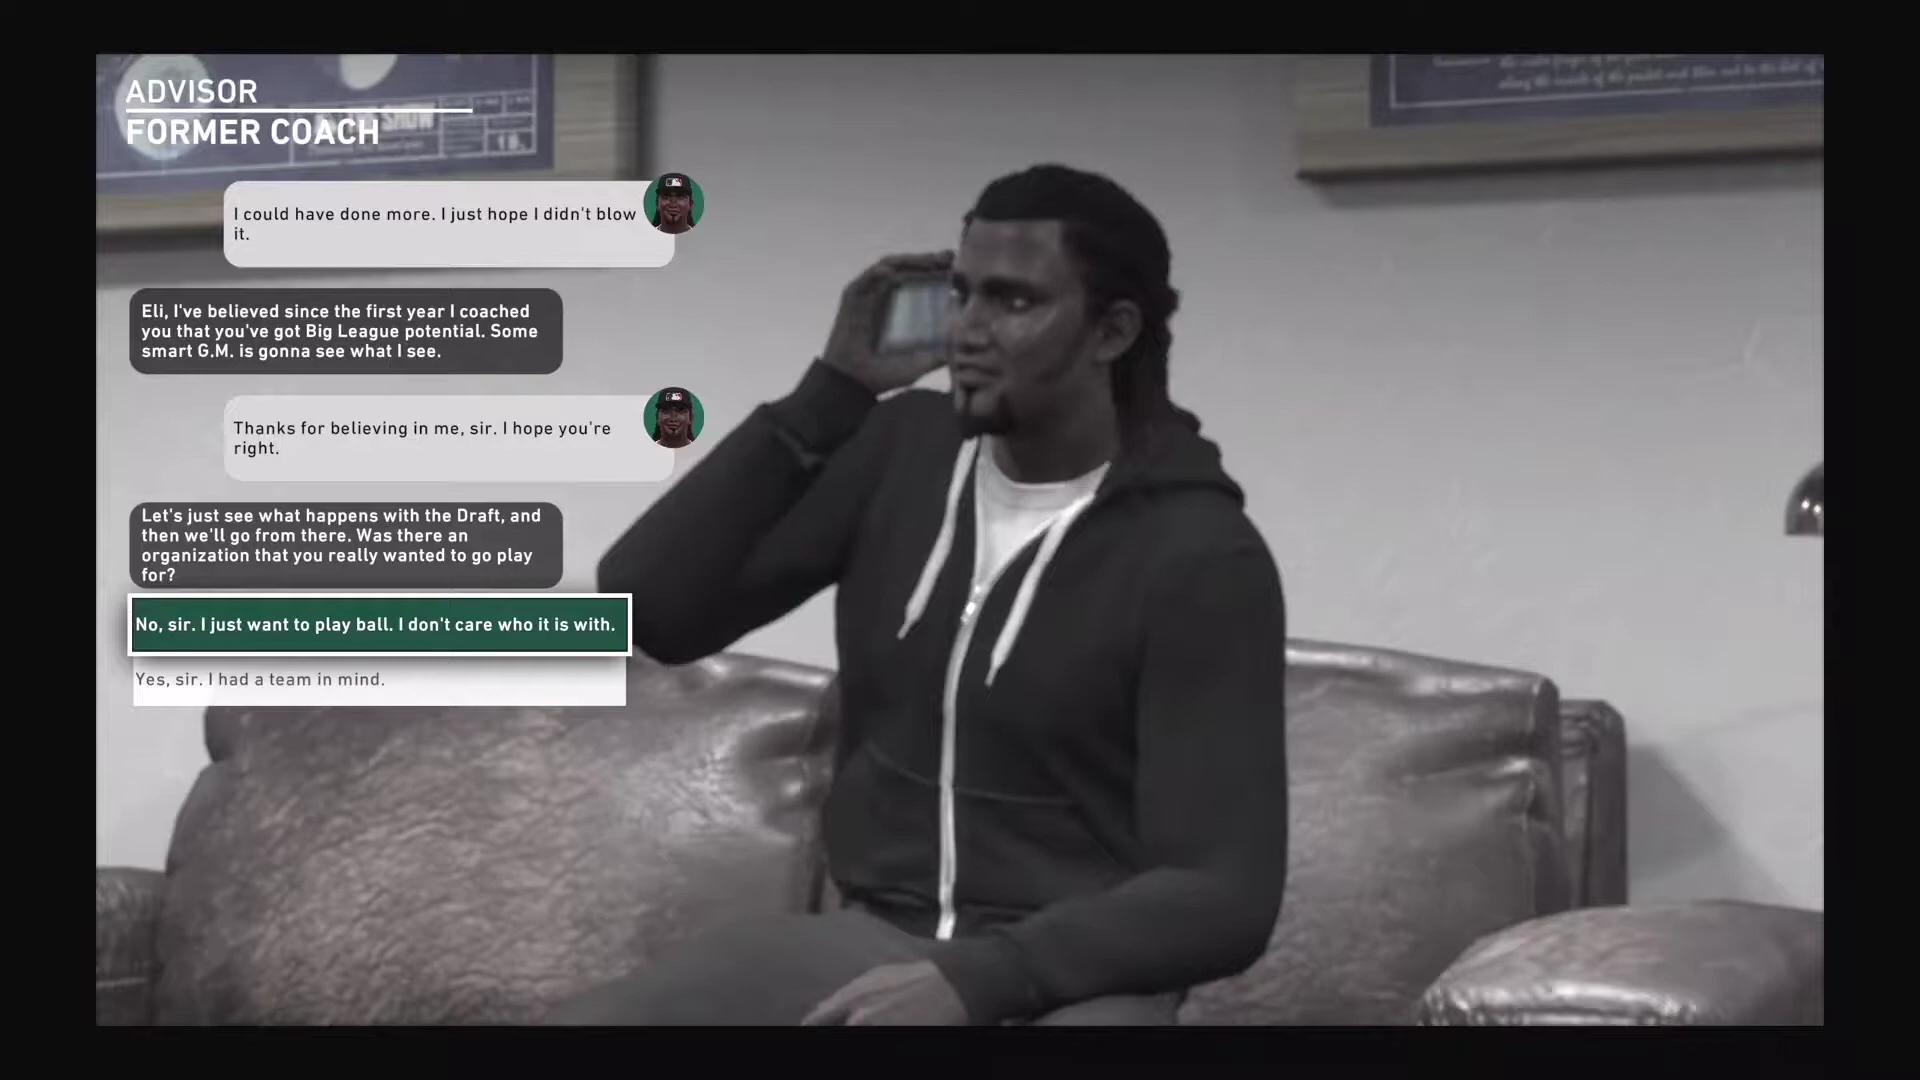 ADVISOR
FORMER COACH
SHOW
18.
I could have done more. I just hope I didn't blow
it.
Eli, I've believed since the first year I coached
you that you've got Big League potential. Some
smart G.M. is gonna see what I see.
Thanks for believing in me, sir. I hope you're
right.
Let's just see what happens with the Draft, and
then we'll go from there. Was there an
organization that you really wanted to go play
for?
No, sir. I just want to play ball. I don't care who it is with.
Yes, sir. I had a team in mind.